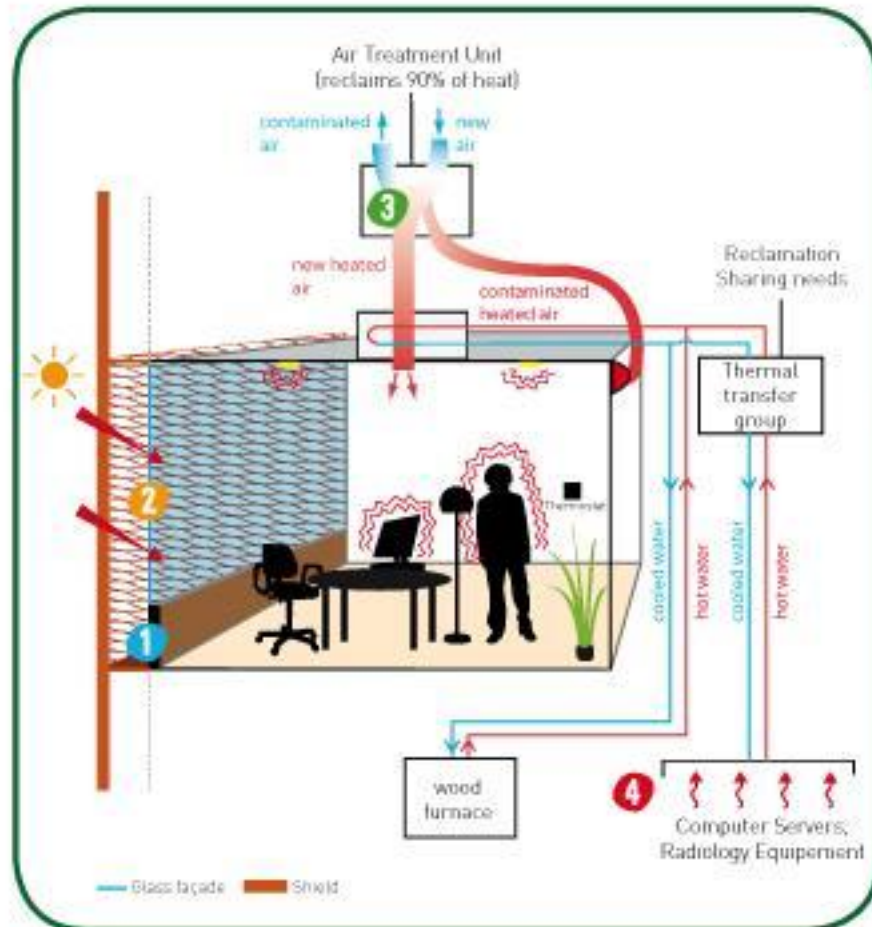 Air Treatment Unit
(reclaims 90% of heat)
contaminated
air
new
air
3
new heated
air
contaminated
heated air
Reclamation
Sharing needs
Thermal
transfer
group
2
Thermostat
1
cooled water
hot water
cooled water
hot water
wood
furnace
4
Computer Servers,
Radiology Equipement
Glass façade
Shield